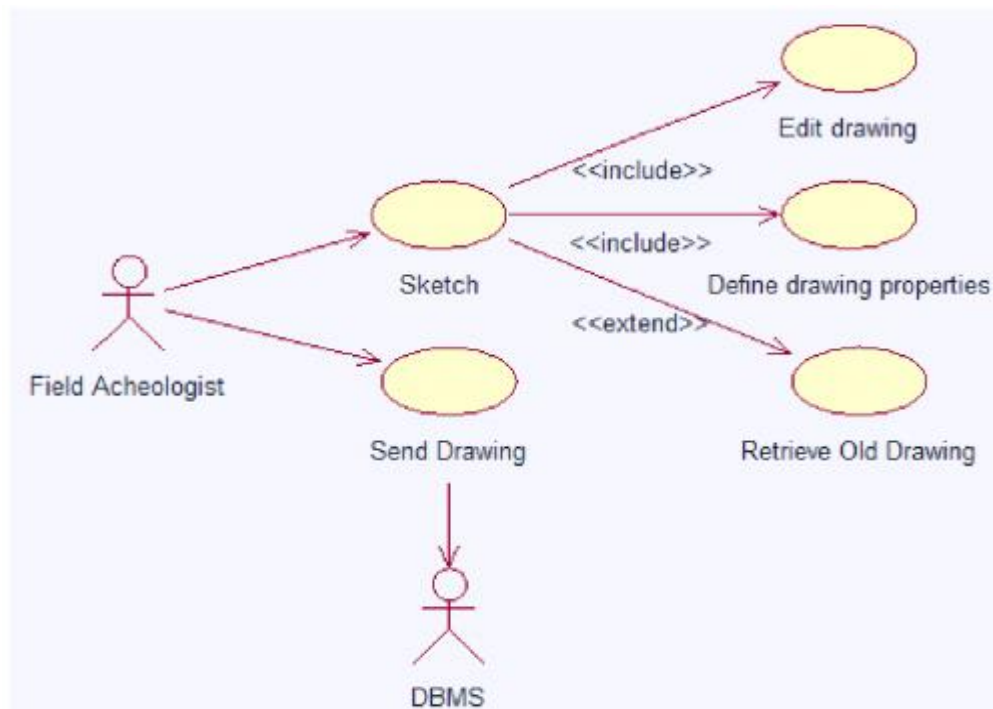 Edit drawing
<<include>>
<<include>>
Sketch
Define drawing properties
<<extend>>
Field Acheologist
Send Drawing
Retrieve Old Drawing
DBMS